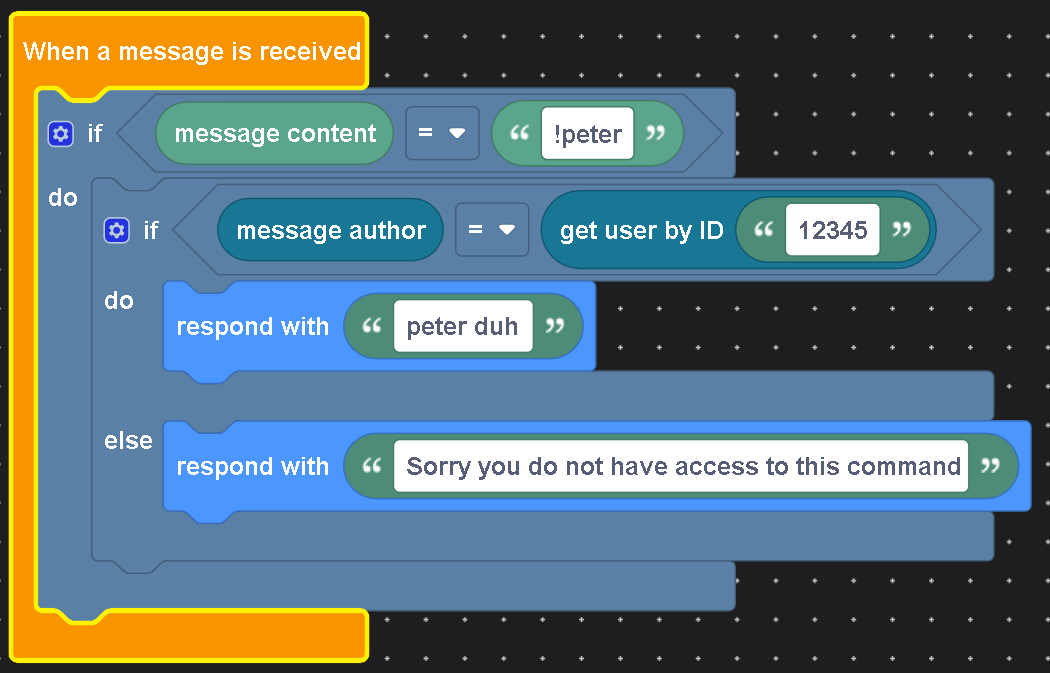 When a message is received
if message content = “ !peter ”
do
if message author = get user by ID “ 12345 ”
do
respond with “ peter duh ”
else
respond with “ Sorry you do not have access to this command ”